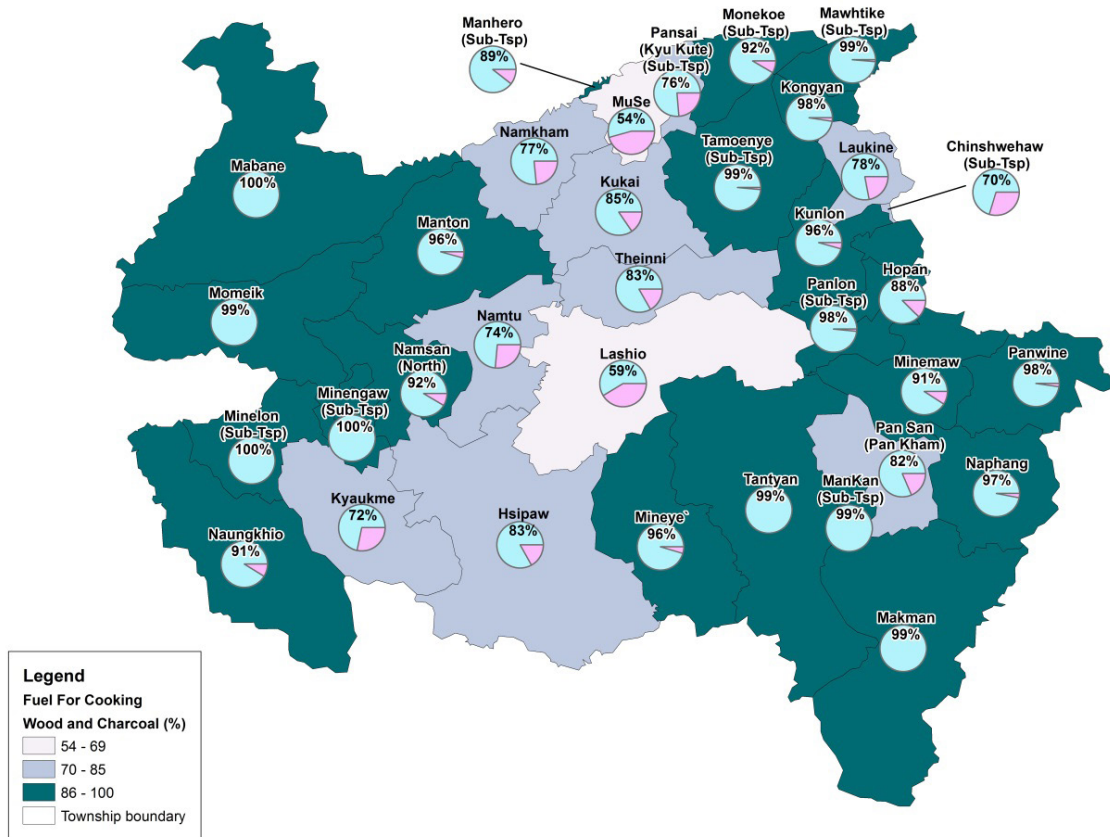 Manhero
(Sub-Tsp)
89%
Pansai
(Kyu Kute)
(Sub-Tsp)
76%
Monekoe
(Sub-Tsp)
92%
Mawhtike
(Sub-Tsp)
99%
MuSe
54%
Kongyan
98%
Namkham
77%
Tamoenye
(Sub-Tsp)
99%
Laukine
78%
Chinshwehaw
(Sub-Tsp)
70%
Mabane
100%
Kukai
85%
Manton
96%
Kunlon
96%
Theinni
83%
Hopan
88%
Momeik
99%
Panlon
(Sub-Tsp)
98%
Namtu
74%
Namsan
(North)
92%
Lashio
59%
Minemaw
91%
Panwine
98%
Minengaw
(Sub-Tsp)
100%
Minelon
(Sub-Tsp)
100%
Pan San
(Pan Kham)
82%
Naphang
97%
Tantyan
99%
ManKan
(Sub-Tsp)
99%
Kyaukme
72%
Hsipaw
83%
Mineye`
96%
Naungkhio
91%
Makman
99%
Legend
Fuel For Cooking
Wood and Charcoal (%)
54 - 69
70 - 85
86 - 100
Township boundary